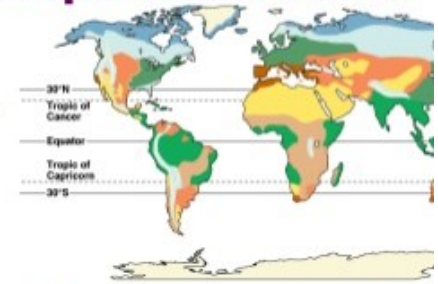 30°N
Tropic of
Cancer
Equator
Tropic of
Capricorn
30°S